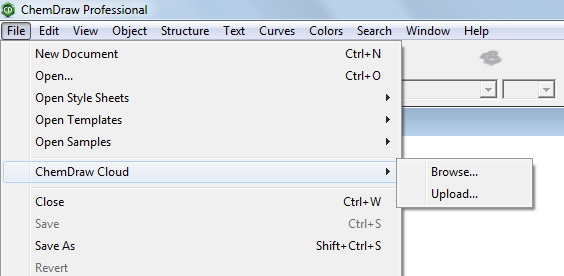 ChemDraw Professional
File Edit View Object Structure Text Curves Colors Search Window Help
New Document Ctrl+N
Open... Ctrl+O
Open Style Sheets
Open Templates
Open Samples
ChemDraw Cloud
Browse...
Upload...
Close Ctrl+W
Save Ctrl+S
Save As Shift+Ctrl+S
Revert